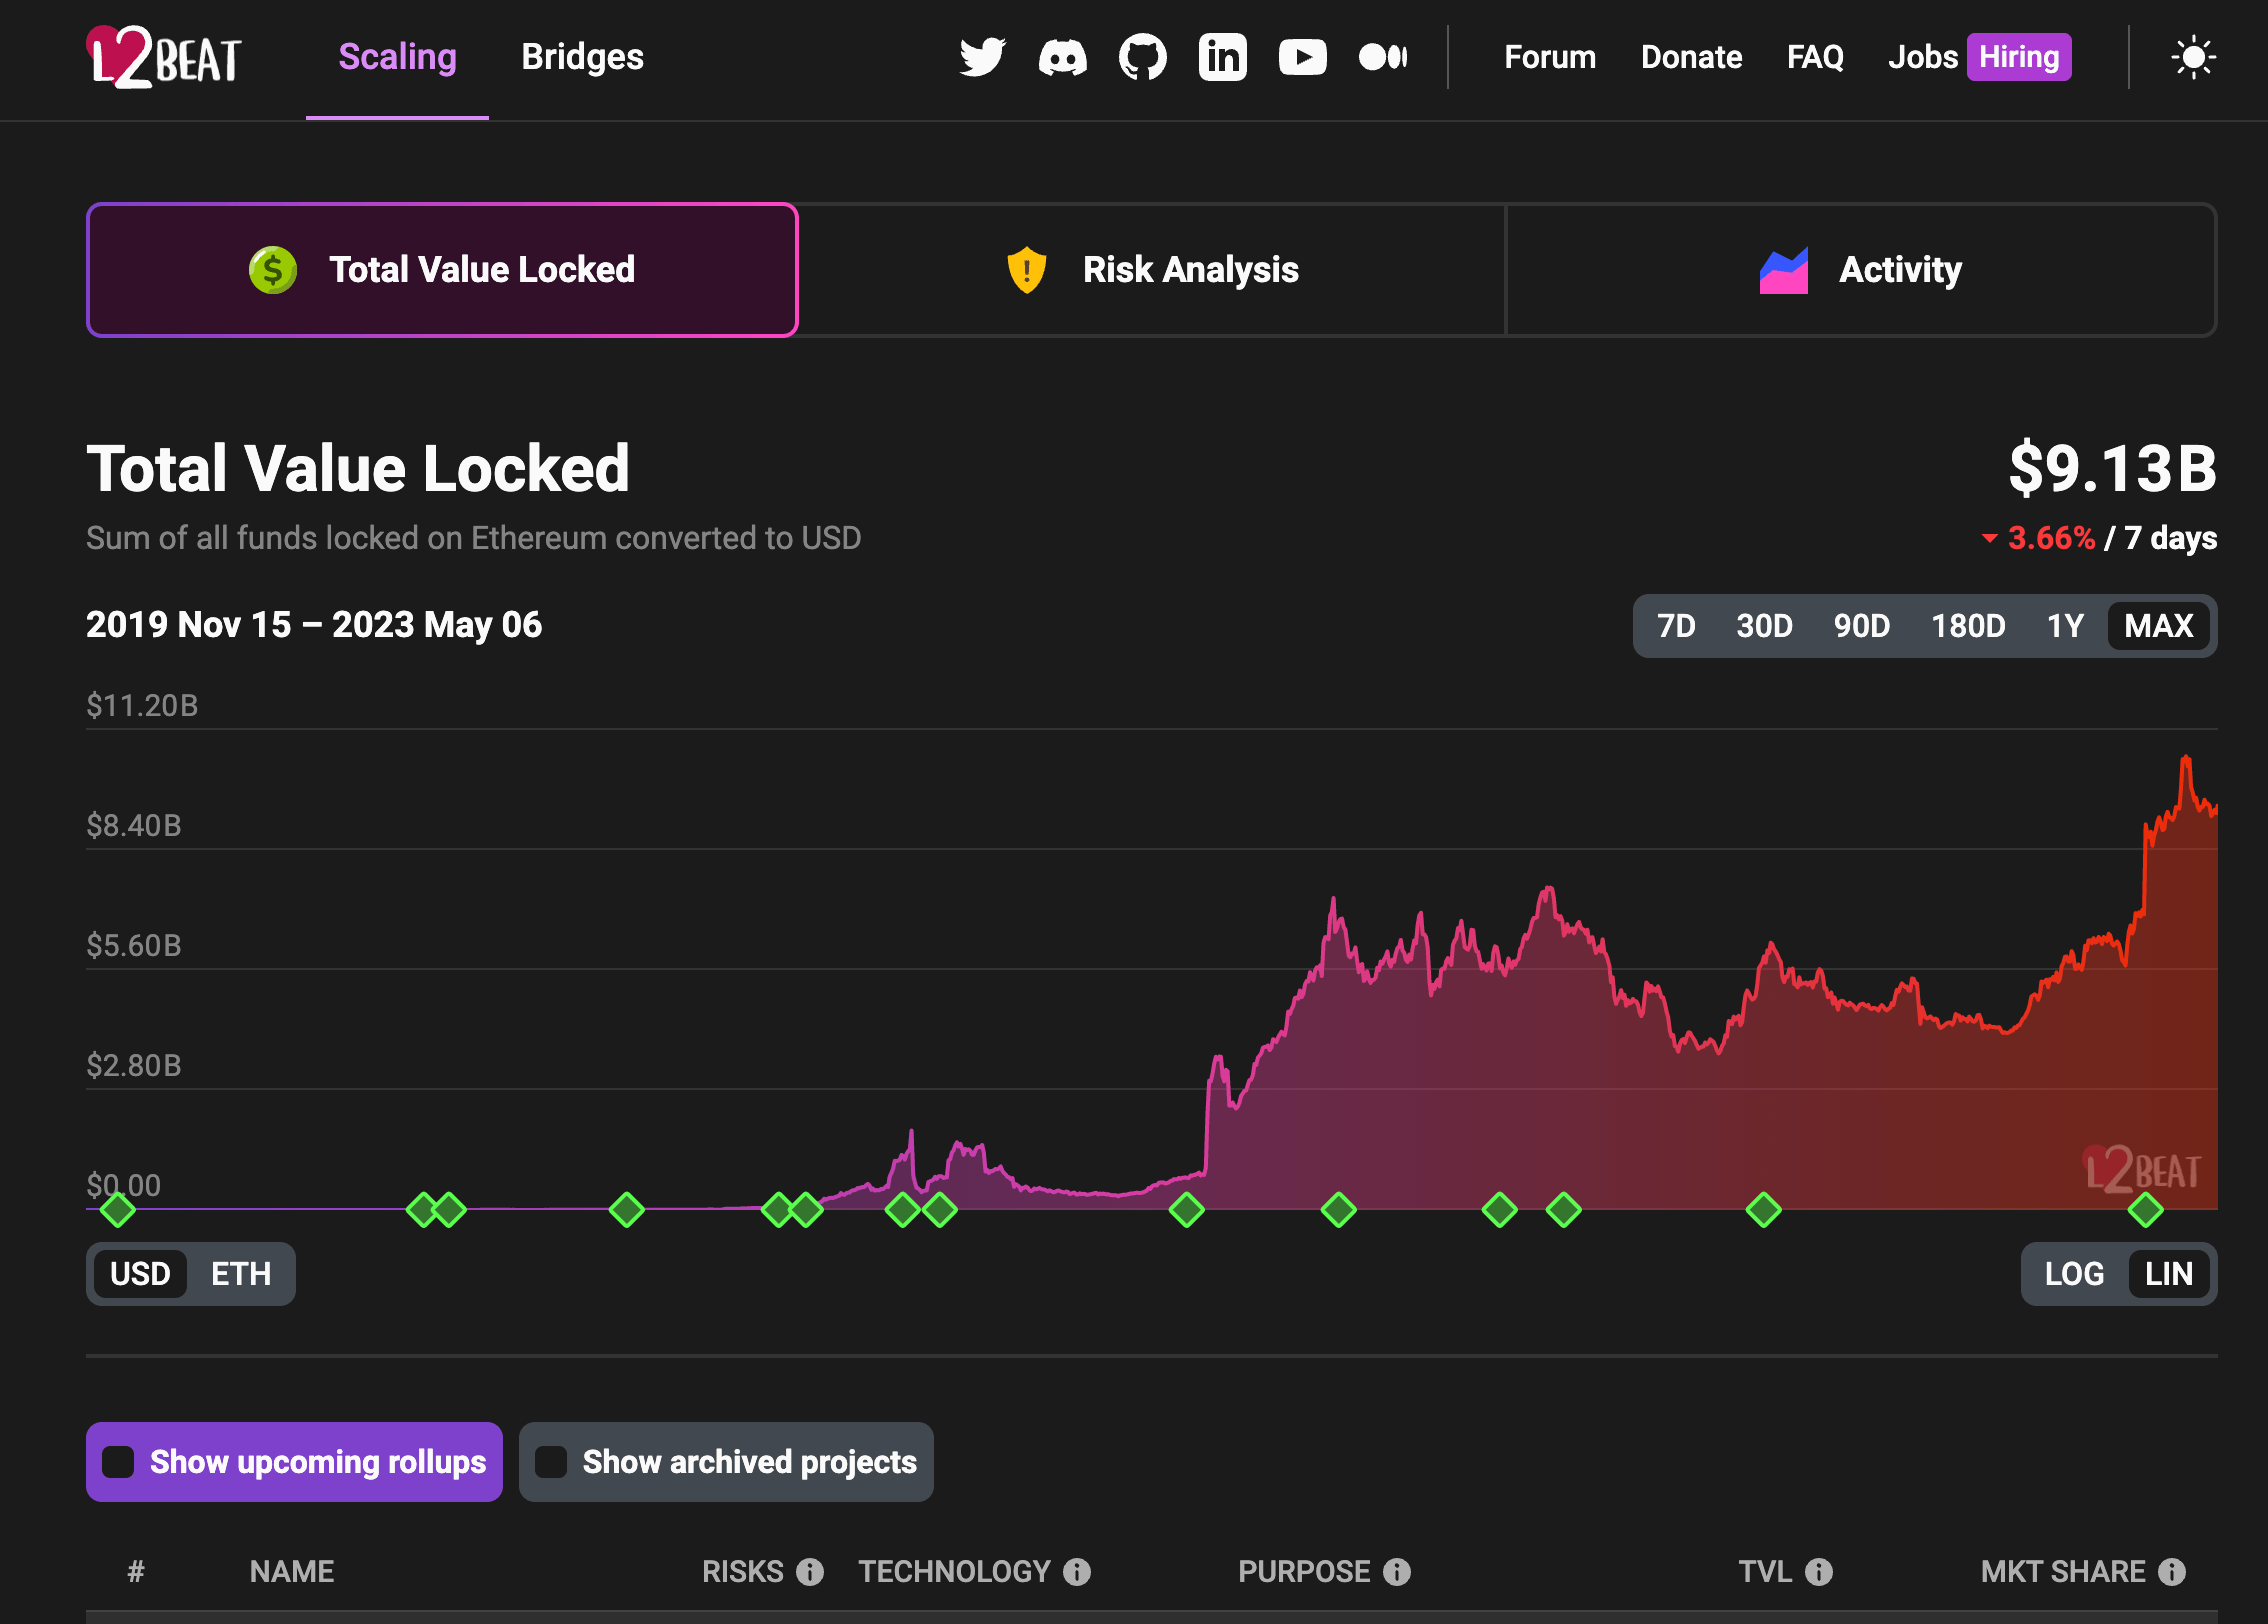 L2BEAT
Scaling
Bridges
Forum
Donate
FAQ
Jobs Hiring
Total Value Locked
Risk Analysis
Activity
Total Value Locked
$9.13B
Sum of all funds locked on Ethereum converted to USD
3.66% / 7 days
2019 Nov 15 – 2023 May 06
7D 30D 90D 180D 1Y MAX
$11.20B
$8.40B
$5.60B
$2.80B
$0.00
L2BEAT
USD ETH
LOG LIN
Show upcoming rollups
Show archived projects
# NAME RISKS TECHNOLOGY PURPOSE TVL MKT SHARE